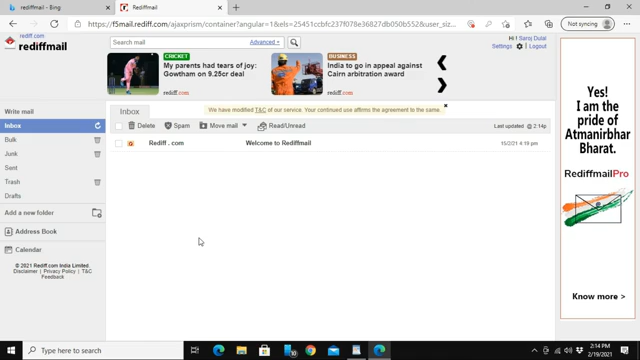 rediffmail - Bing
Rediffmail
https://f5mail.rediff.com/ajaxprism/container?angular=1&els=25451ccbfc237f078e36827db050b552&user_siz...
Not syncing
rediff.com
rediffmail
Search mail
Advanced
Hi ! Saroj Dulai
Settings
Logout
CRICKET
My parents had tears of joy:
Gowtham on 9.25cr deal
rediff.com
BUSINESS
India to go in appeal against
Cairn arbitration award
rediff.com
Write mail
Inbox
Bulk
Junk
Sent
Trash
Drafts
Add a new folder
Address Book
Calendar
© 2021 Rediff.com India Limited.
Disclaimer | Privacy Policy | T&C
Feedback
Inbox
We have modified T&C of our service. Your continued use affirms the agreement to the same.
Delete
Spam
Move mail
Read/Unread
Last updated @ 2:14p
Rediff . com
Welcome to Rediffmail
15/2/21 4:19 pm
Yes!
I am the
pride of
Atmanirbhar
Bharat.
RediffmailPro
Know more >
Type here to search
2:14 PM
2/19/2021